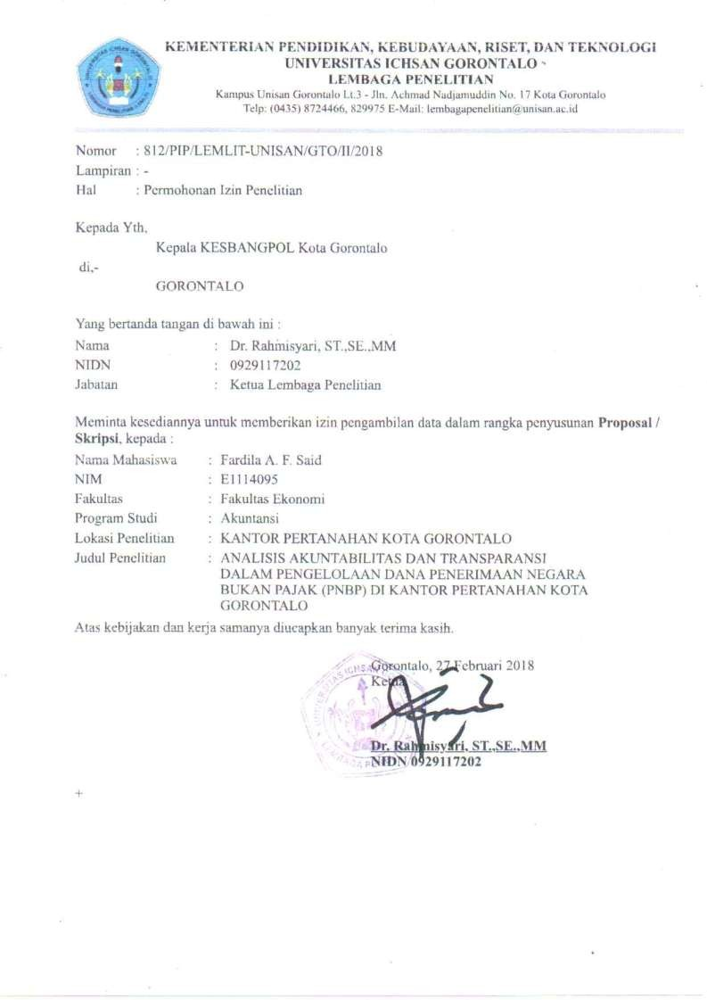 KEMENTERIAN PENDIDIKAN, KEBUDAYAAN, RISET, DAN TEKNOLOGI
UNIVERSITAS ICHSAN GORONTALO
LEMBAGA PENELITIAN
Kampus Unisan Gorontalo Lt.3 - Jln. Achmad Nadjamuddin No. 17 Kota Gorontalo
Telp: (0435) 8724466, 829975 E-Mail: lembagapenelitian@unisan.ac.id
Nomor : 812/PIP/LEMLIT-UNISAN/GTO/II/2018
Lampiran : -
Hal : Permohonan Izin Penelitian
Kepada Yth,
Kepala KESBANGPOL Kota Gorontalo
di,-
GORONTALO
Yang bertanda tangan di bawah ini :
Nama : Dr. Rahmisyari, ST.,SE.,MM
NIDN : 0929117202
Jabatan : Ketua Lembaga Penelitian
Meminta kesediannya untuk memberikan izin pengambilan data dalam rangka penyusunan Proposal /
Skripsi, kepada :
Nama Mahasiswa : Fardila A. F. Said
NIM : E1114095
Fakultas : Fakultas Ekonomi
Program Studi : Akuntansi
Lokasi Penelitian : KANTOR PERTANAHAN KOTA GORONTALO
Judul Penelitian : ANALISIS AKUNTABILITAS DAN TRANSPARANSI
DALAM PENGELOLAAN DANA PENERIMAAN NEGARA
BUKAN PAJAK (PNBP) DI KANTOR PERTANAHAN KOTA
GORONTALO
Atas kebijakan dan kerja samanya diucapkan banyak terima kasih.
Gorontalo, 27 Februari 2018
Ketua
Dr. Rahmisyari, ST.,SE.,MM
NIDN 0929117202
+